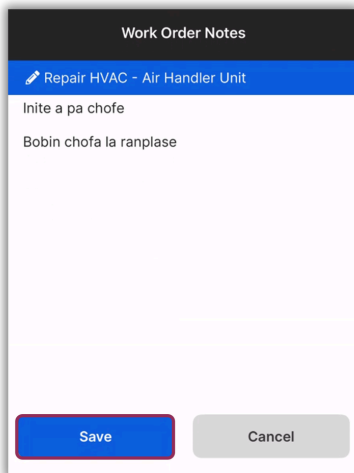 Work Order Notes
Repair HVAC - Air Handler Unit
Inite a pa chofe
Bobin chofa la ranplase
Save
Cancel